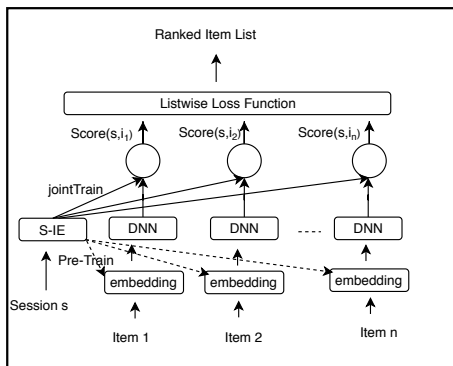 Ranked Item List
Listwise Loss Function
Score(s,i₁) Score(s,i₂) Score(s,iₙ)
jointTrain
S-IE DNN DNN DNN
Pre-Train
embedding embedding embedding
Session s
Item 1 Item 2 Item n